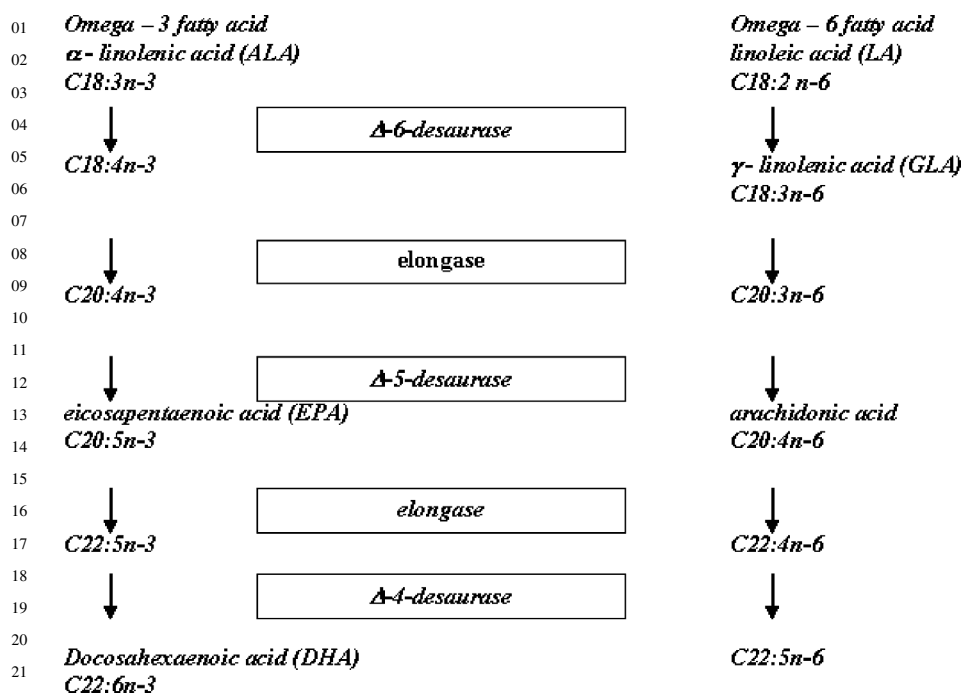 01 Omega – 3 fatty acid Omega – 6 fatty acid
02 α- linolenic acid (ALA) linoleic acid (LA)
03 C18:3n-3 C18:2 n-6
04 Δ-6-desaurase
05 C18:4n-3 γ- linolenic acid (GLA)
06 C18:3n-6
07
08 elongase
09 C20:4n-3 C20:3n-6
10
11
12 Δ-5-desaurase
13 eicosapentaenoic acid (EPA) arachidonic acid
14 C20:5n-3 C20:4n-6
15
16 elongase
17 C22:5n-3 C22:4n-6
18
19 Δ-4-desaurase
20 Docosahexaenoic acid (DHA) C22:5n-6
21 C22:6n-3